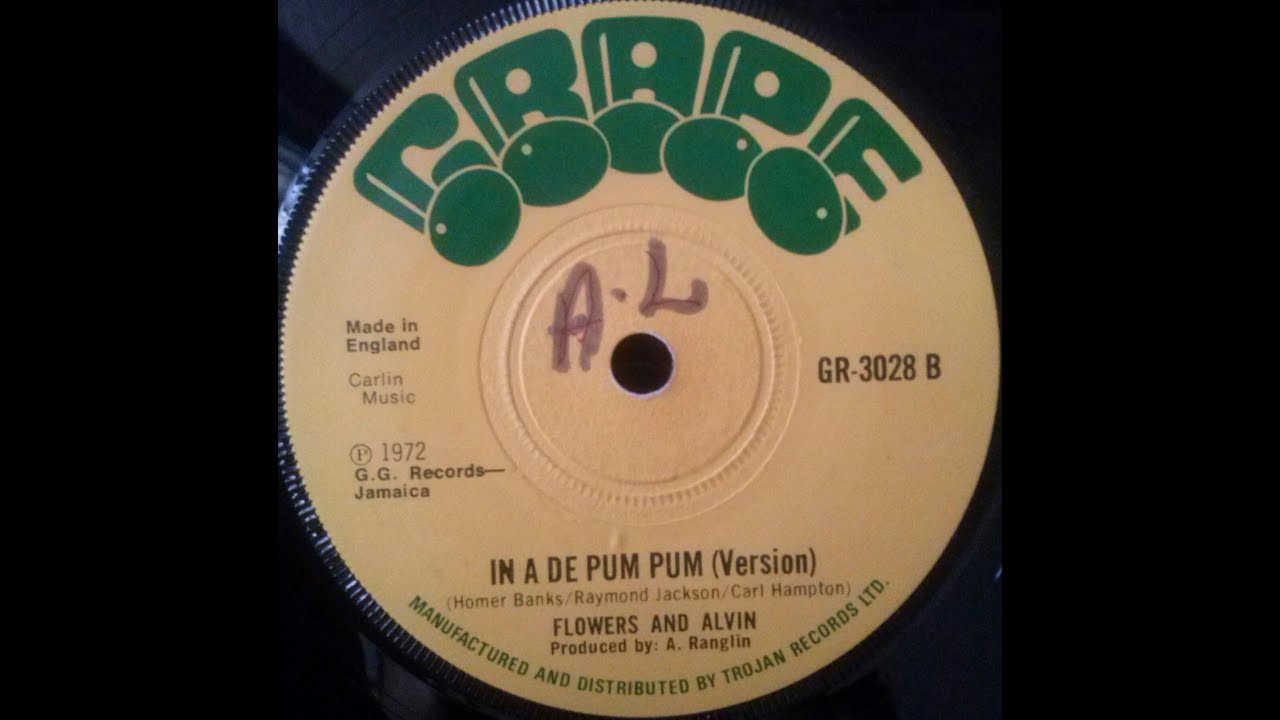 GRAPE
A.L
Made in
England
GR-3028 B
Carlin
Music
℗ 1972
G.G. Records—
Jamaica
IN A DE PUM PUM (Version)
(Homer Banks/Raymond Jackson/Carl Hampton)
FLOWERS AND ALVIN
Produced by: A. Ranglin
MANUFACTURED AND DISTRIBUTED BY TROJAN RECORDS LTD.